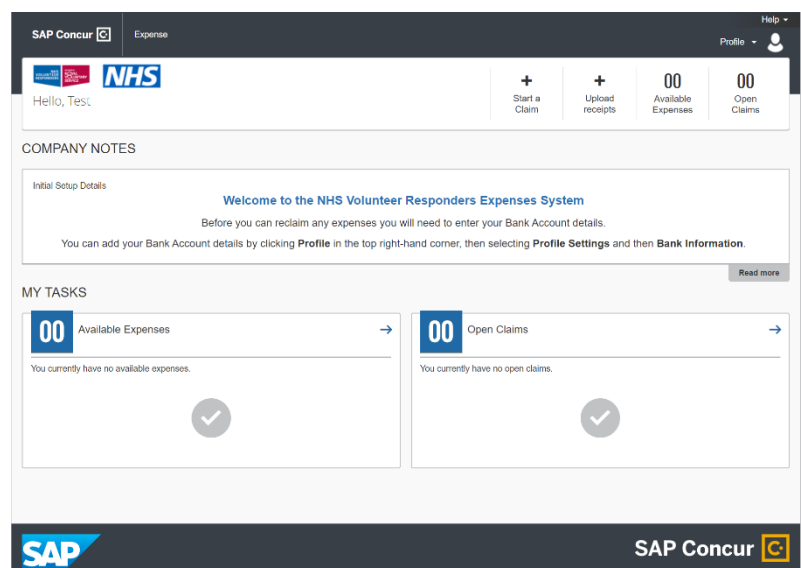 Help
SAP Concur C Expense
Profile
NHS
Hello, Test
+ Start a Claim
+ Upload receipts
00 Available Expenses
00 Open Claims
COMPANY NOTES
Initial Setup Details
Welcome to the NHS Volunteer Responders Expenses System
Before you can reclaim any expenses you will need to enter your Bank Account details.
You can add your Bank Account details by clicking Profile in the top right-hand corner, then selecting Profile Settings and then Bank Information.
Read more
MY TASKS
00 Available Expenses
You currently have no available expenses.
00 Open Claims
You currently have no open claims.
SAP
SAP Concur C